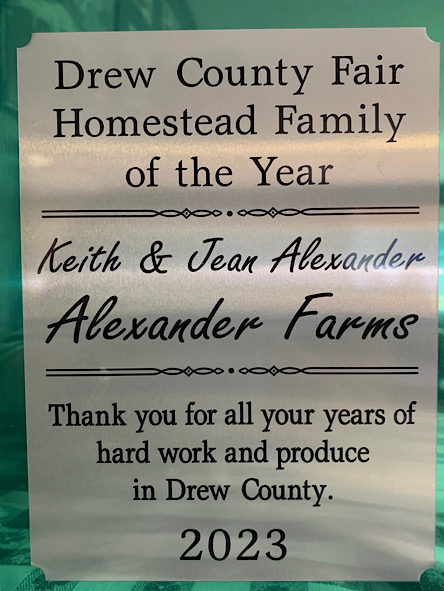 Drew County Fair
Homestead Family
of the Year
Keith & Jean Alexander
Alexander Farms
Thank you for all your years of
hard work and produce
in Drew County.
2023